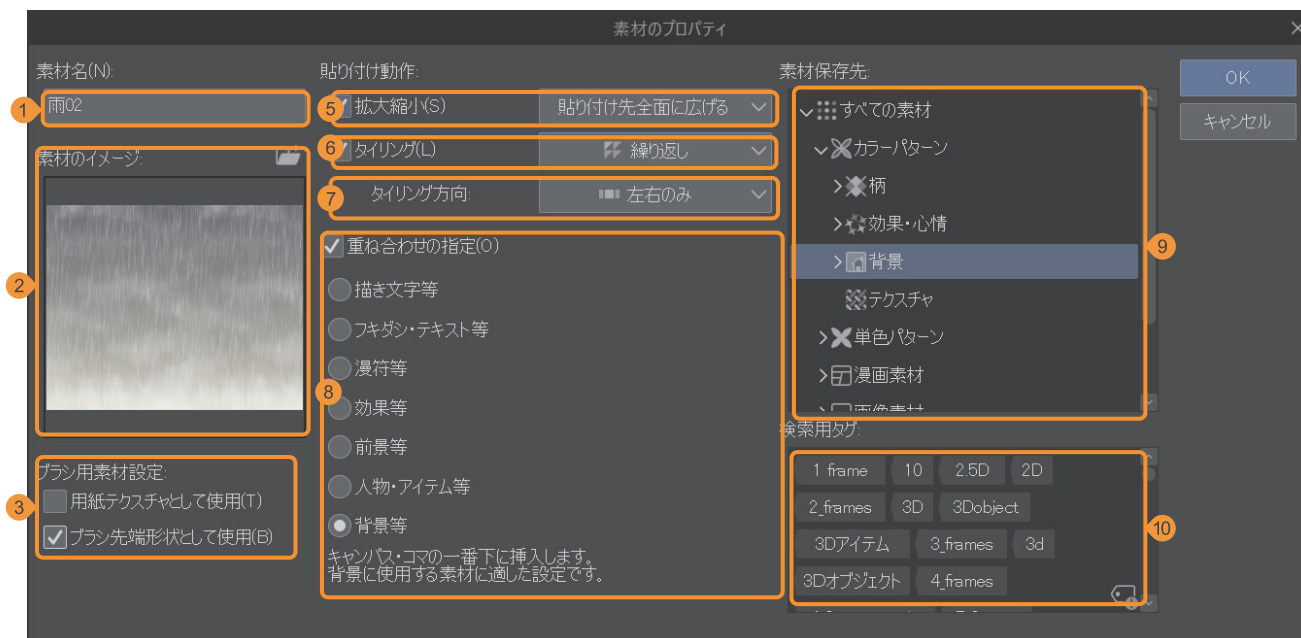 素材のプロパティ
素材名(N):
1
雨02
素材のイメージ:
2
ブラシ用素材設定:
3
用紙テクスチャとして使用(T)
ブラシ先端形状として使用(B)
貼り付け動作:
5
拡大縮小(S)
貼り付け先全面に広げる
6
タイリング(L)
繰り返し
7
タイリング方向:
左右のみ
重ね合わせの指定(O)
描き文字等
フキダシ・テキスト等
漫符等
8
効果等
前景等
人物・アイテム等
背景等
キャンバス・コマの一番下に挿入します。
背景に使用する素材に適した設定です。
素材保存先:
すべての素材
カラーパターン
柄
効果・心情
9
背景
テクスチャ
単色パターン
漫画素材
画像素材
検索用タグ:
1 frame 10 2.5D 2D
2_frames 3D 3Dobject
10
3Dアイテム 3_frames 3d
3Dオブジェクト 4_frames
OK
キャンセル